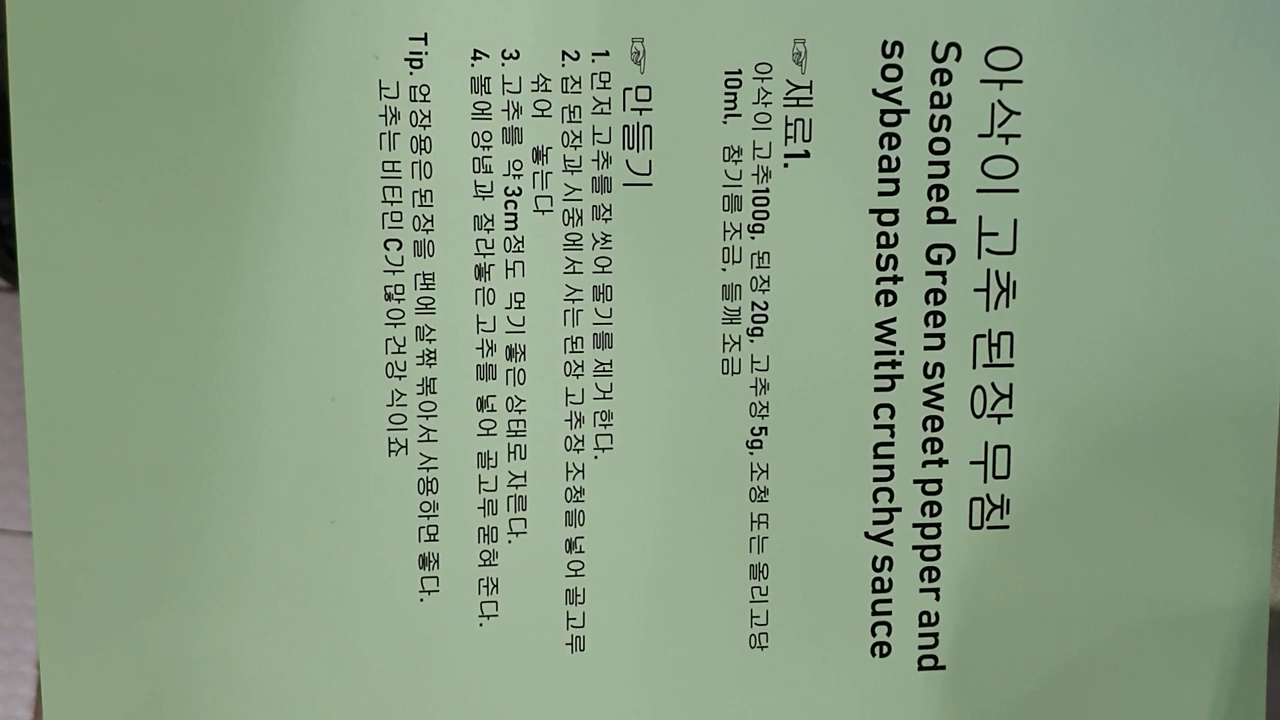 아삭이 고추 된장 무침
Seasoned Green sweet pepper and
soybean paste with crunchy sauce
☞재료1.
아삭이 고추100g, 된장 20g, 고추장 5g, 조청 또는 올리고당
10ml, 참기름 조금, 들깨 조금
☞ 만들기
1. 먼저 고추를 잘 씻어 물기를 제거 한다.
2. 집 된장과 시중에서 사는 된장 고추장 조청을 넣어 골고루
섞어 놓는다
3. 고추를 약 3cm정도 먹기 좋은 상태로 자른다.
4. 볼에 양념과 잘라놓은 고추를 넣어 골고루묻혀 준다.
Tip. 업장용은 된장을 팬에 살짝 볶아서 사용하면 좋다.
고추는 비타민 C가 많아 건강 식이죠